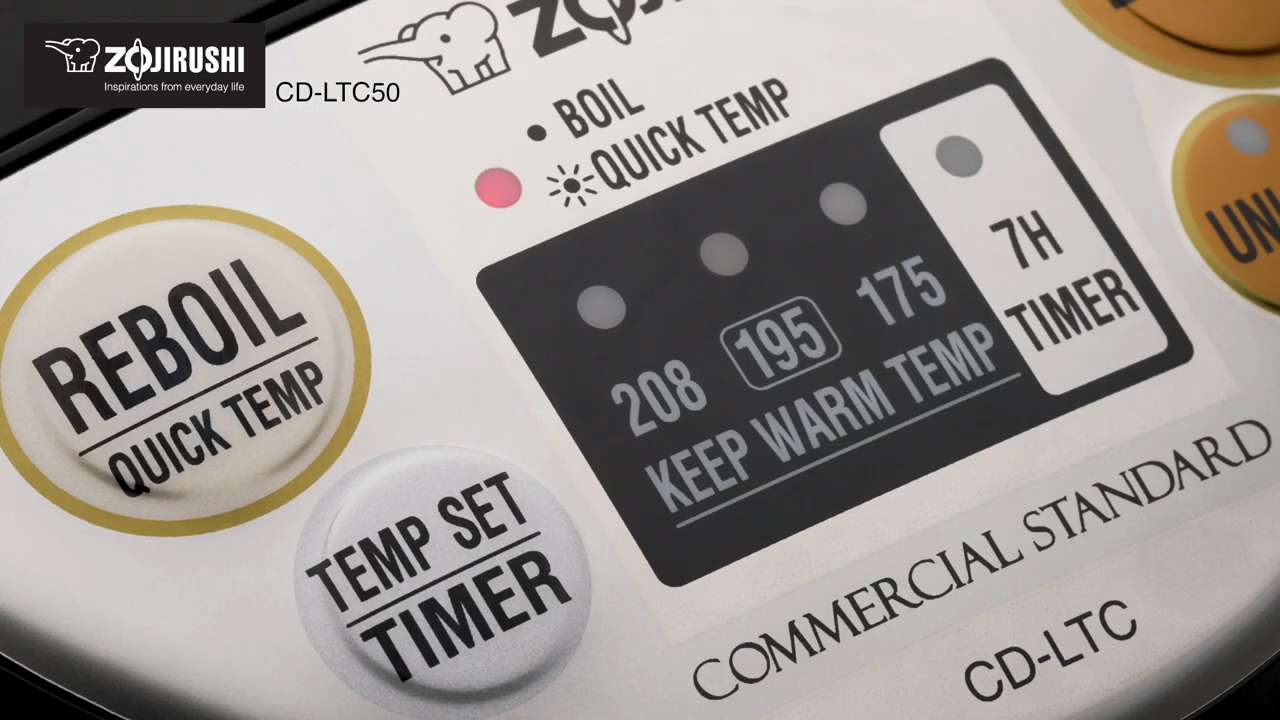 ZOJIRUSHI
Inspirations from everyday life
CD-LTC50
BOIL
QUICK TEMP
REBOIL
QUICK TEMP
TEMP SET
TIMER
208 195 175
KEEP WARM TEMP
7H
TIMER
COMMERCIAL STANDARD
CD-LTC